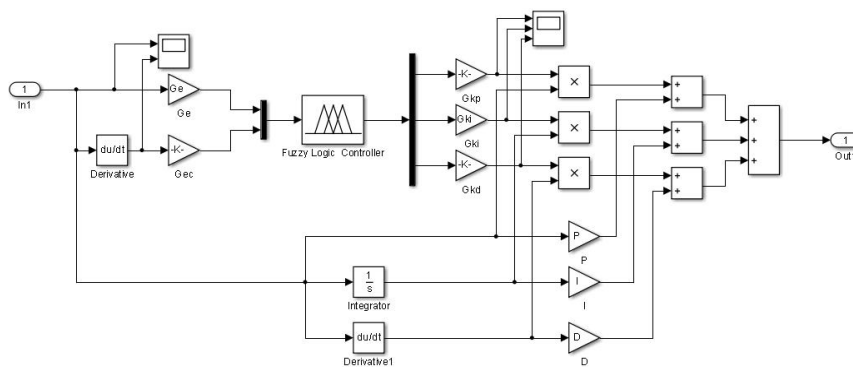 1
In1
Ge
Ge
du/dt
Derivative
-K-
Gec
Fuzzy Logic Controller
-K-
Gkp
Gki
Gki
-K-
Gkd
×
×
×
+
+
+
+
+
+
+
+
+
1
Out1
P
P
1
s
Integrator
I
I
du/dt
Derivative1
D
D